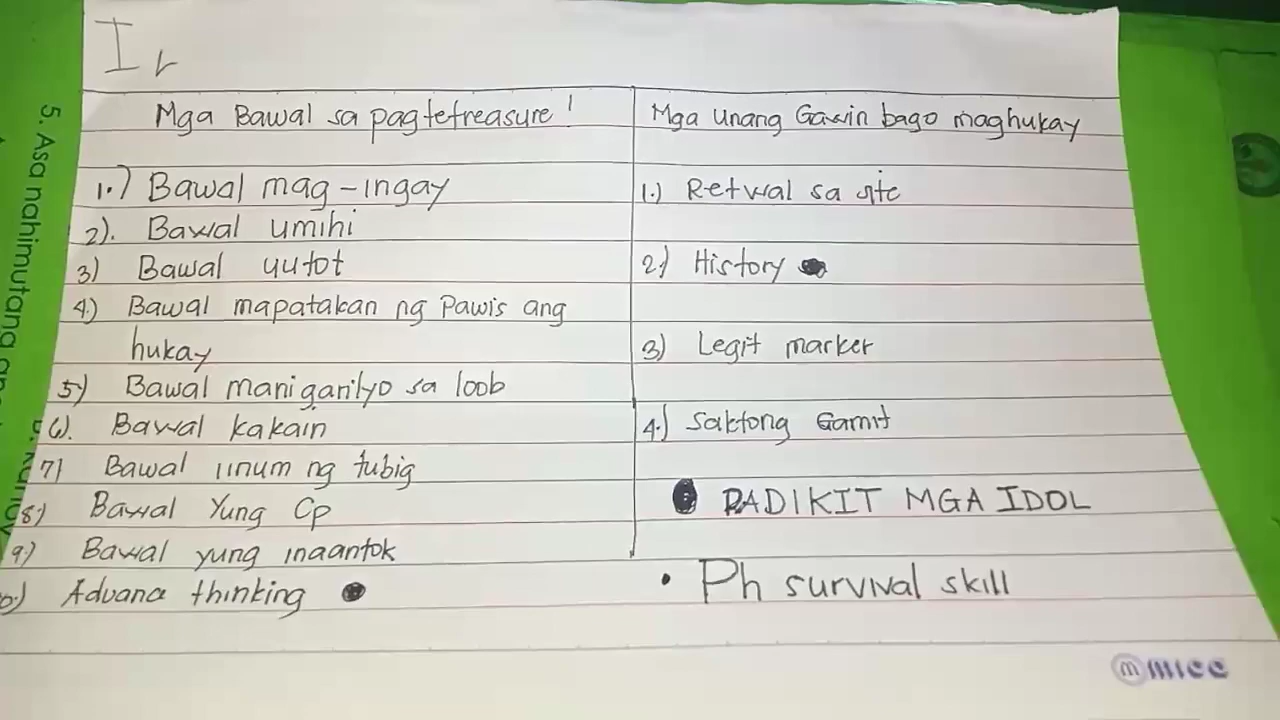 Mga Bawal sa pagtetreasure!
1.) Bawal mag-ingay
2). Bawal umihi
3) Bawal uutot
4.) Bawal mapatakan ng Pawis ang
hukay
5) Bawal manigarilyo sa loob
6). Bawal kakain
7) Bawal iinum ng tubig
8) Bawal Yung Cp
9.) Bawal yung inaantok
0.) Advance thinking
Mga Unang Gawin bago maghukay
1.) Retwal sa site
2.) History
3) Legit marker
4.) Saktong Gamit
PADIKIT MGA IDOL
• Ph survival skill
5. Asa nahimutang
miee